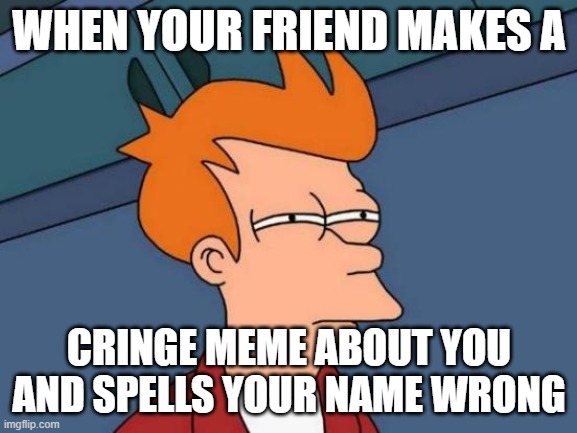 WHEN YOUR FRIEND MAKES A
CRINGE MEME ABOUT YOU
AND SPELLS YOUR NAME WRONG
imgflip.com